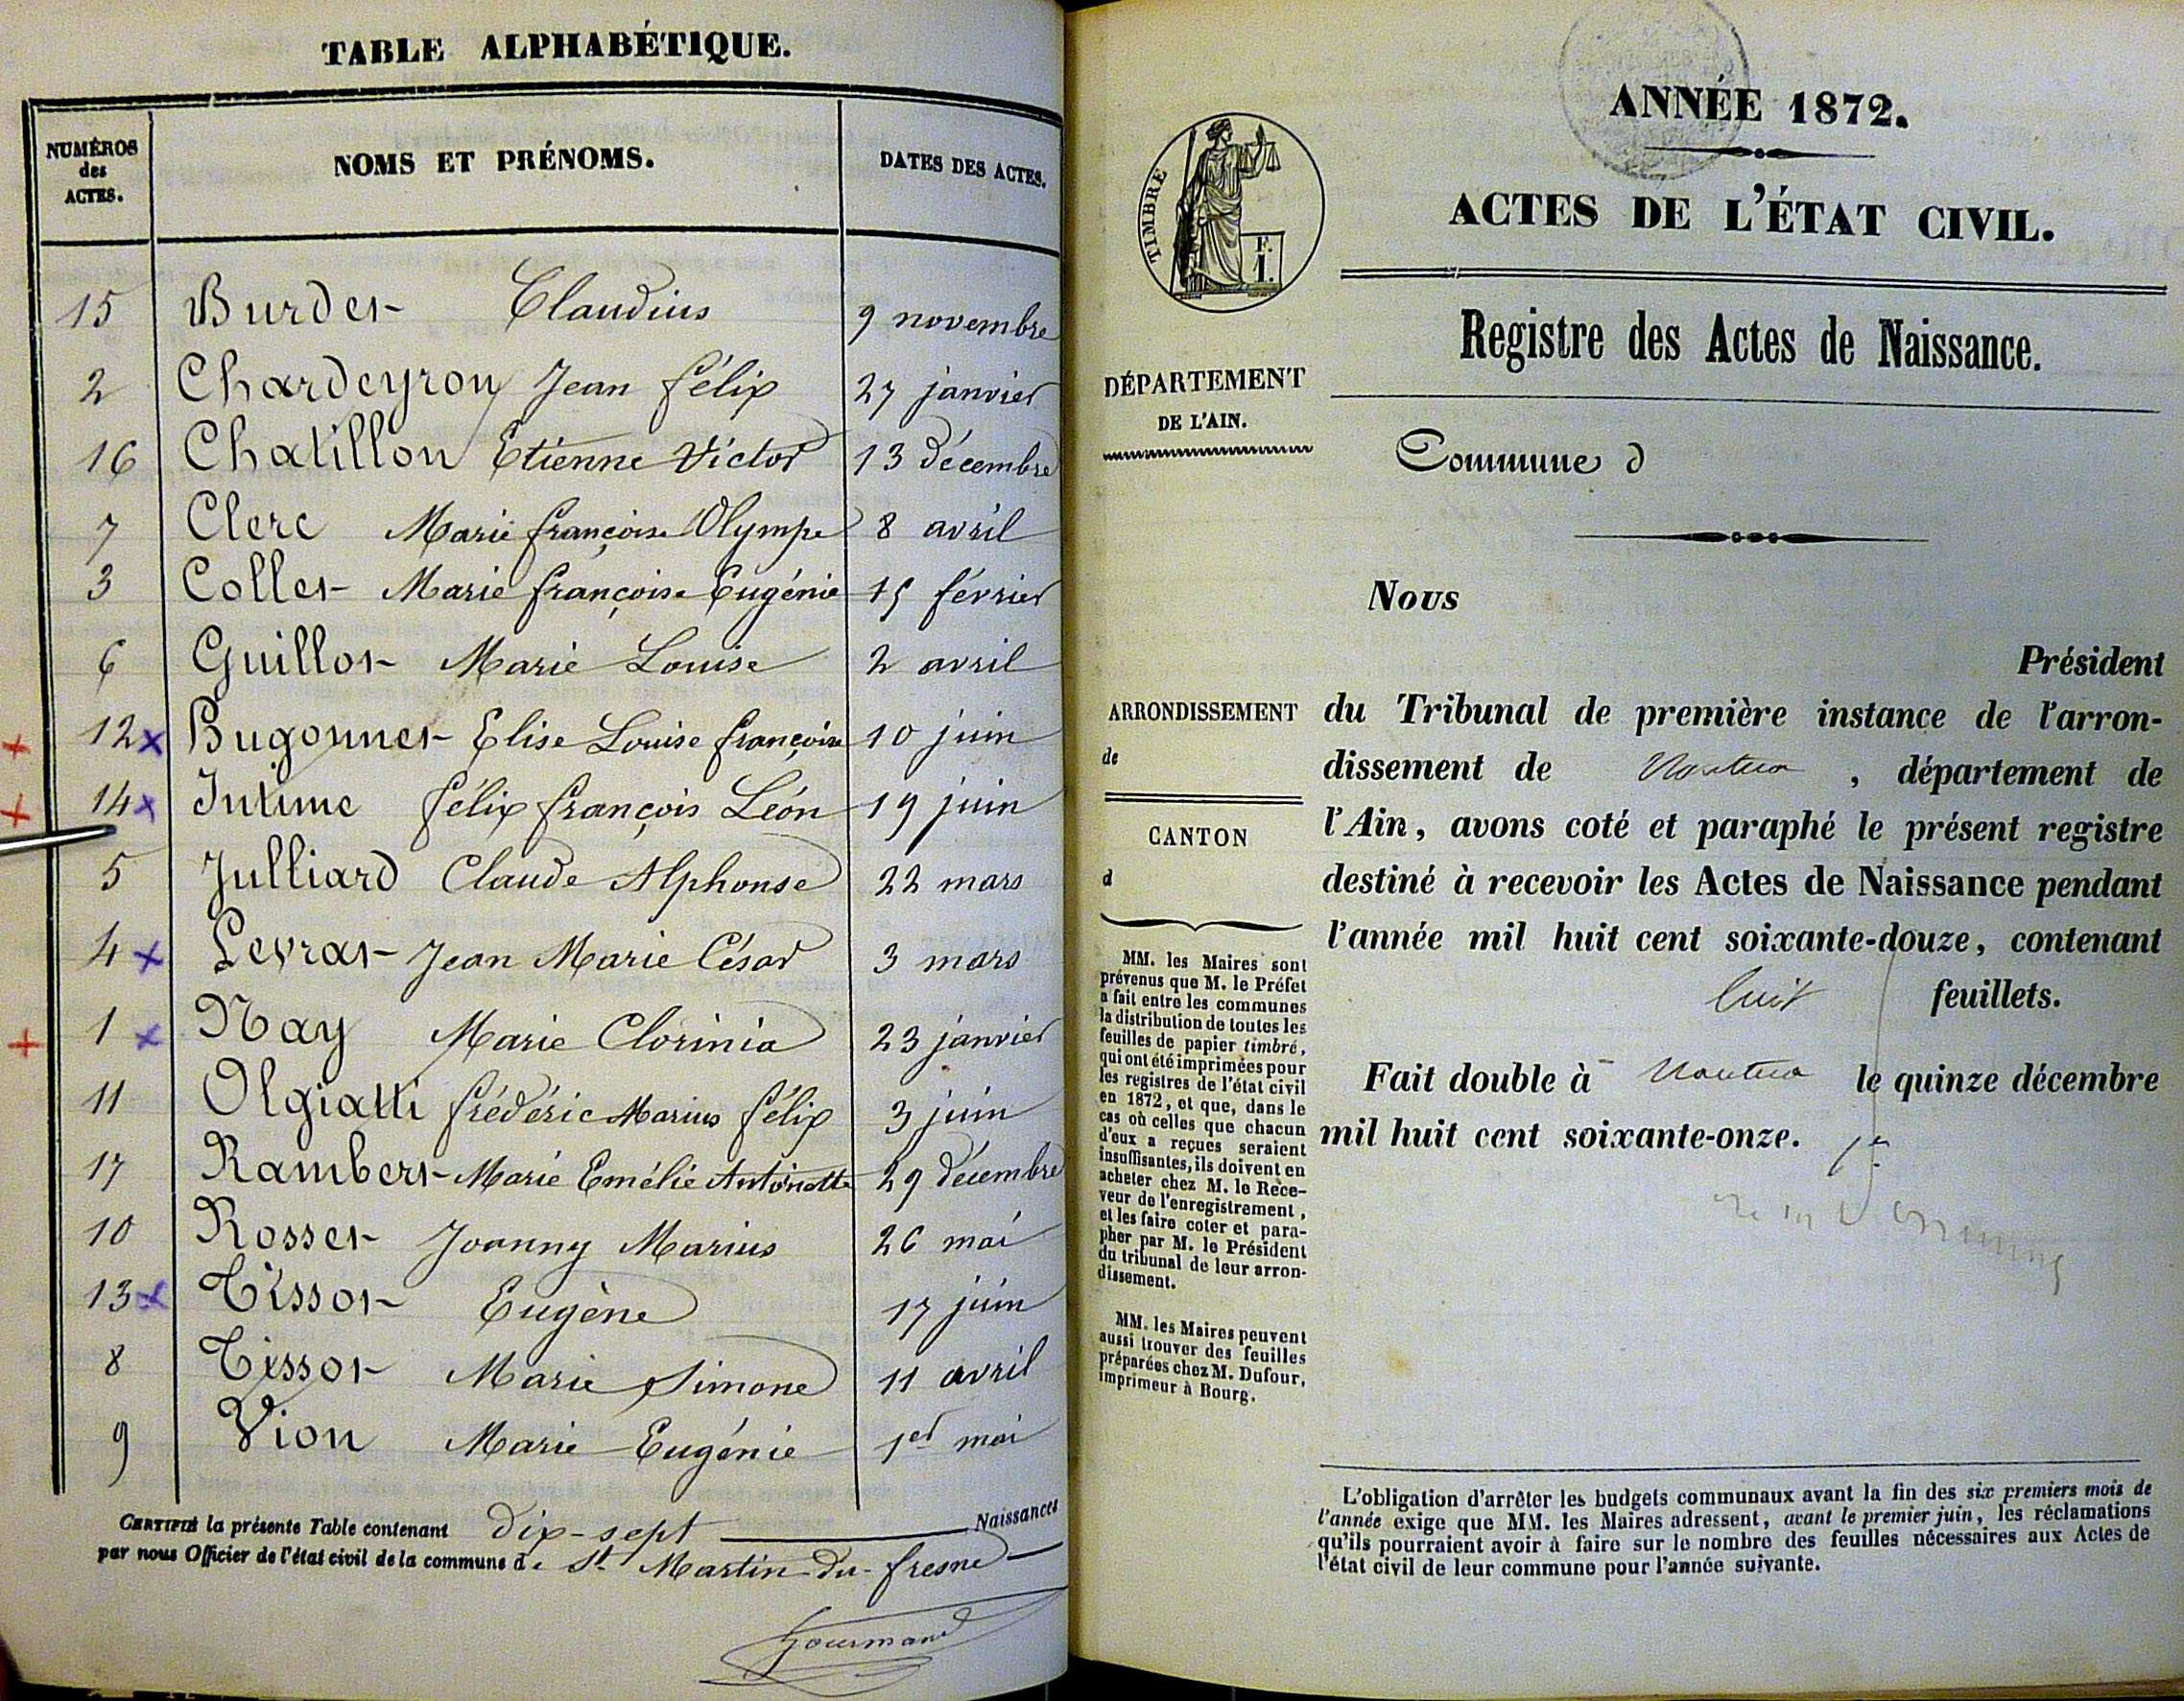 TABLE ALPHABÉTIQUE.
NUMÉROS des ACTES. NOMS ET PRÉNOMS. DATES DES ACTES.
15 Burdet Claudius 9 novembre
2 Chardeyron Jean félix 27 janvier
16 Chatillon Etienne Victor 13 décembre
7 Clerc Marie françoise Olympe 8 avril
3 Collet Marie françoise Eugénie 15 février
6 Guillot Marie Louise 2 avril
12 Bugonnet Elise Louise françoise 10 juin
14 Intime félix françois Léon 19 juin
5 Julliard Claude Alphonse 22 mars
4 Levrat Jean Marie César 3 mars
1 Nay Marie Clorinia 23 janvier
11 Olgiatti frédéric Marius félix 3 juin
17 Rambert Marie Emélie Antoinette 29 décembre
10 Rosset Joanny Marius 26 mai
13 Tissot Eugène 17 juin
8 Tissot Marie Simone 11 avril
9 Vion Marie Eugénie 1er mai
CERTIFIÉ la présente Table contenant dix-sept Naissances
par nous Officier de l'état civil de la commune de St Martin-du-fresne
Gourmand
ANNÉE 1872.
ACTES DE L'ÉTAT CIVIL.
TIMBRE
F.
I.
Registre des Actes de Naissance.
DÉPARTEMENT
DE L'AIN.
Commune d
Nous
Président
du Tribunal de première instance de l'arron-
dissement de Nantua, département de
l'Ain, avons coté et paraphé le présent registre
destiné à recevoir les Actes de Naissance pendant
l'année mil huit cent soixante-douze, contenant
huit feuillets.
Fait double à Nantua le quinze décembre
mil huit cent soixante-onze.
ARRONDISSEMENT
de
CANTON
d
MM. les Maires sont
prévenus que M. le Préfet
a fait entre les communes
la distribution de toutes les
feuilles de papier timbré,
qui ont été imprimées pour
les registres de l'état civil
en 1872, et que, dans le
cas où celles que chacun
d'eux a reçues seraient
insuffisantes, ils doivent en
acheter chez M. le Rece-
veur de l'enregistrement,
et les faire coter et para-
pher par M. le Président
du tribunal de leur arron-
dissement.
MM. les Maires peuvent
aussi trouver des feuilles
préparées chez M. Dufour,
imprimeur à Bourg.
L'obligation d'arrêter les budgets communaux avant la fin des six premiers mois de
l'année exige que MM. les Maires adressent, avant le premier juin, les réclamations
qu'ils pourraient avoir à faire sur le nombre des feuilles nécessaires aux Actes de
l'état civil de leur commune pour l'année suivante.